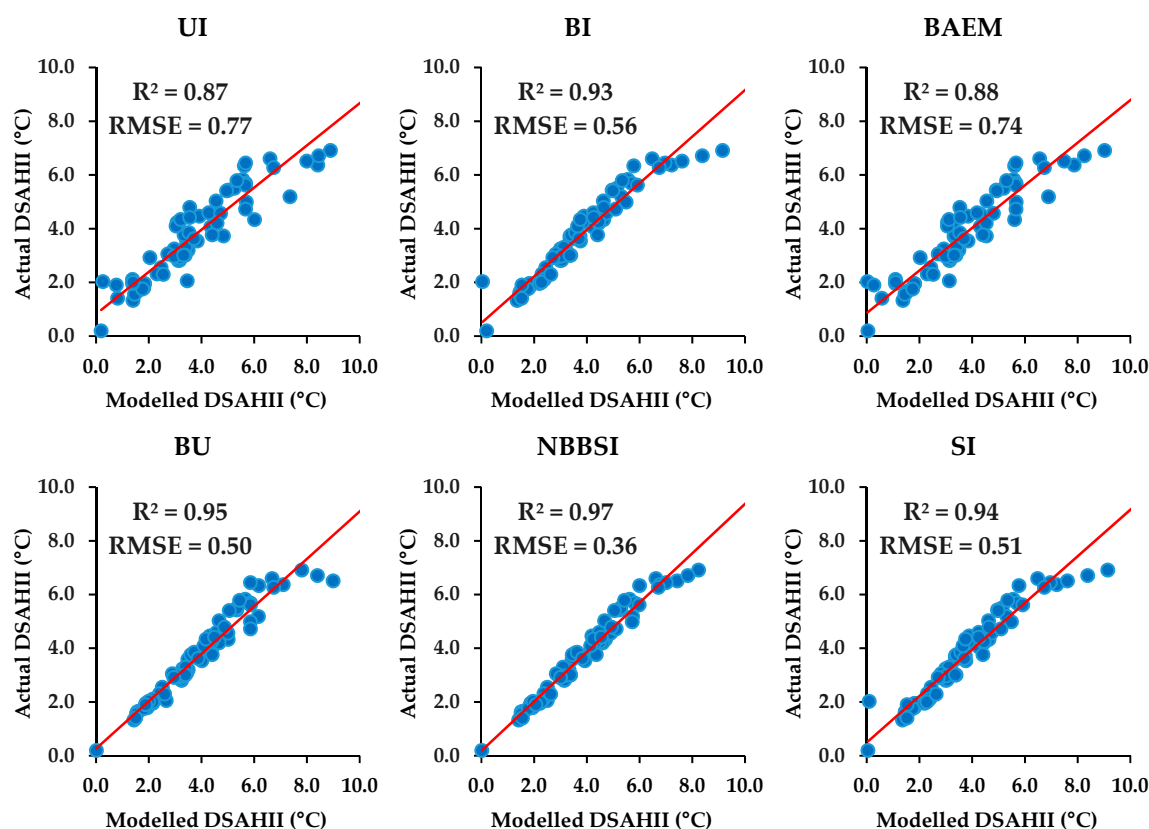 UI
R² = 0.87
RMSE = 0.77
Actual DSAHII (°C)
10.0
8.0
6.0
4.0
2.0
0.0
0.0 2.0 4.0 6.0 8.0 10.0
Modelled DSAHII (°C)
BI
R² = 0.93
RMSE = 0.56
Actual DSAHII (°C)
10.0
8.0
6.0
4.0
2.0
0.0
0.0 2.0 4.0 6.0 8.0 10.0
Modelled DSAHII (°C)
BAEM
R² = 0.88
RMSE = 0.74
Actual DSAHII (°C)
10.0
8.0
6.0
4.0
2.0
0.0
0.0 2.0 4.0 6.0 8.0 10.0
Modelled DSAHII (°C)
BU
R² = 0.95
RMSE = 0.50
Actual DSAHII (°C)
10.0
8.0
6.0
4.0
2.0
0.0
0.0 2.0 4.0 6.0 8.0 10.0
Modelled DSAHII (°C)
NBBSI
R² = 0.97
RMSE = 0.36
Actual DSAHII (°C)
10.0
8.0
6.0
4.0
2.0
0.0
0.0 2.0 4.0 6.0 8.0 10.0
Modelled DSAHII (°C)
SI
R² = 0.94
RMSE = 0.51
Actual DSAHII (°C)
10.0
8.0
6.0
4.0
2.0
0.0
0.0 2.0 4.0 6.0 8.0 10.0
Modelled DSAHII (°C)